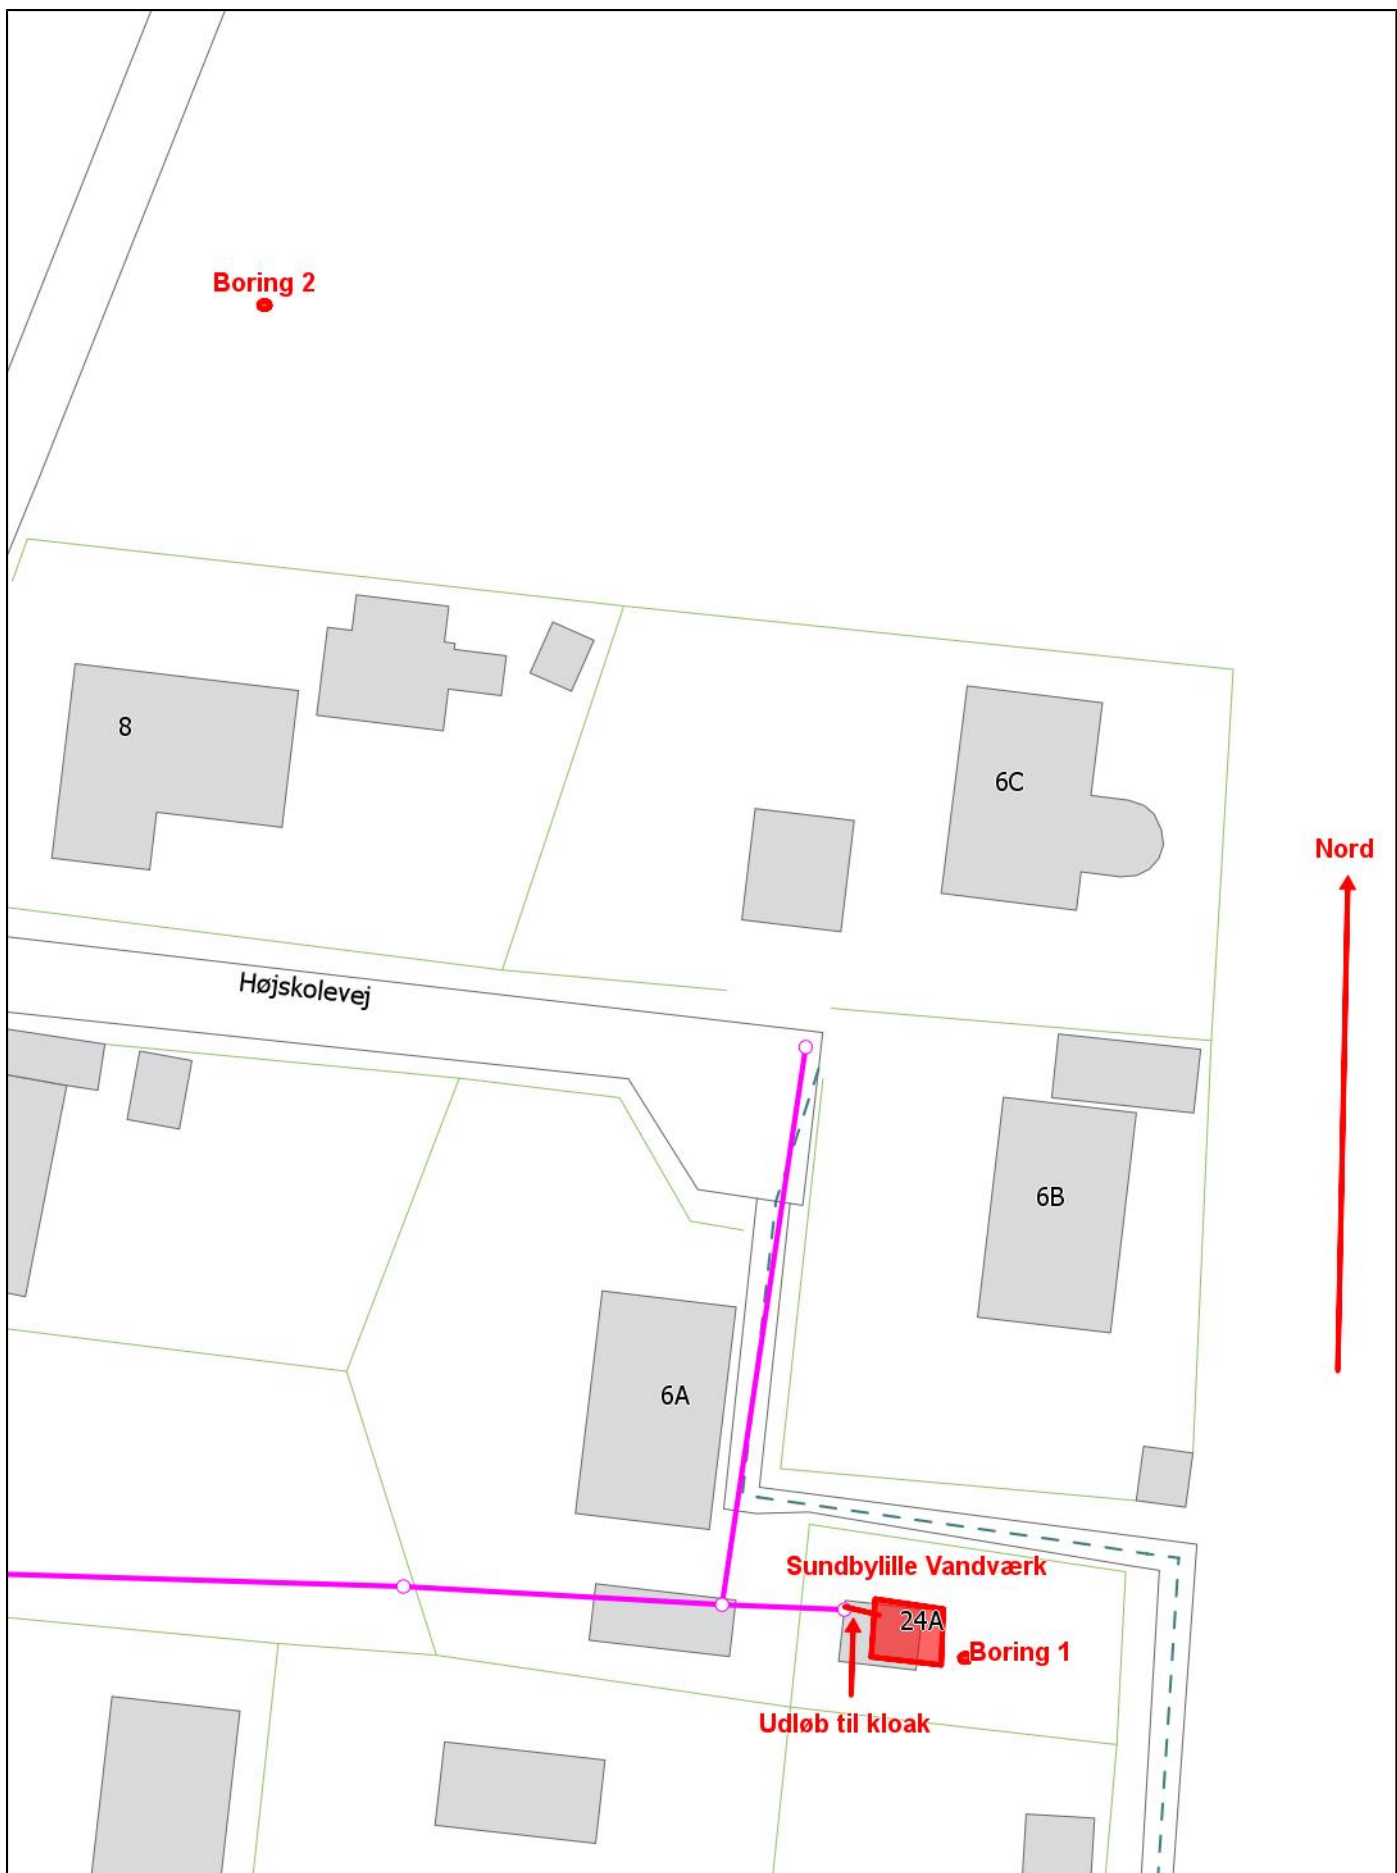 Boring 2
8
6C
Nord
Højskolevej
6B
6A
Sundbylille Vandværk
24A
Boring 1
Udløb til kloak